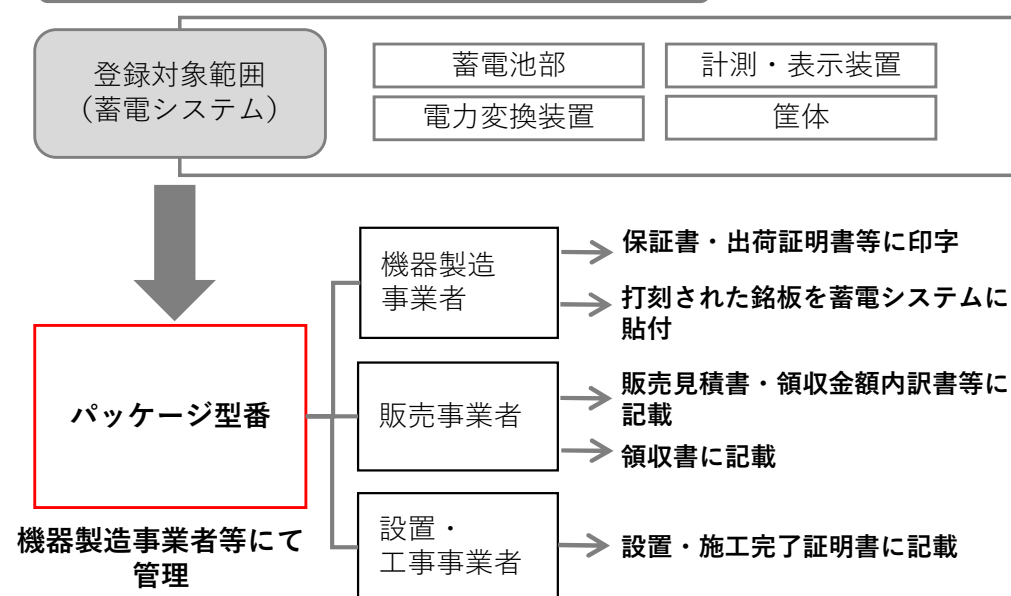 登録対象範囲
（蓄電システム）
蓄電池部
計測・表示装置
電力変換装置
筐体
機器製造
事業者
保証書・出荷証明書等に印字
打刻された銘板を蓄電システムに
貼付
パッケージ型番
販売事業者
販売見積書・領収金額内訳書等に
記載
領収書に記載
機器製造事業者等にて
管理
設置・
工事事業者
設置・施工完了証明書に記載